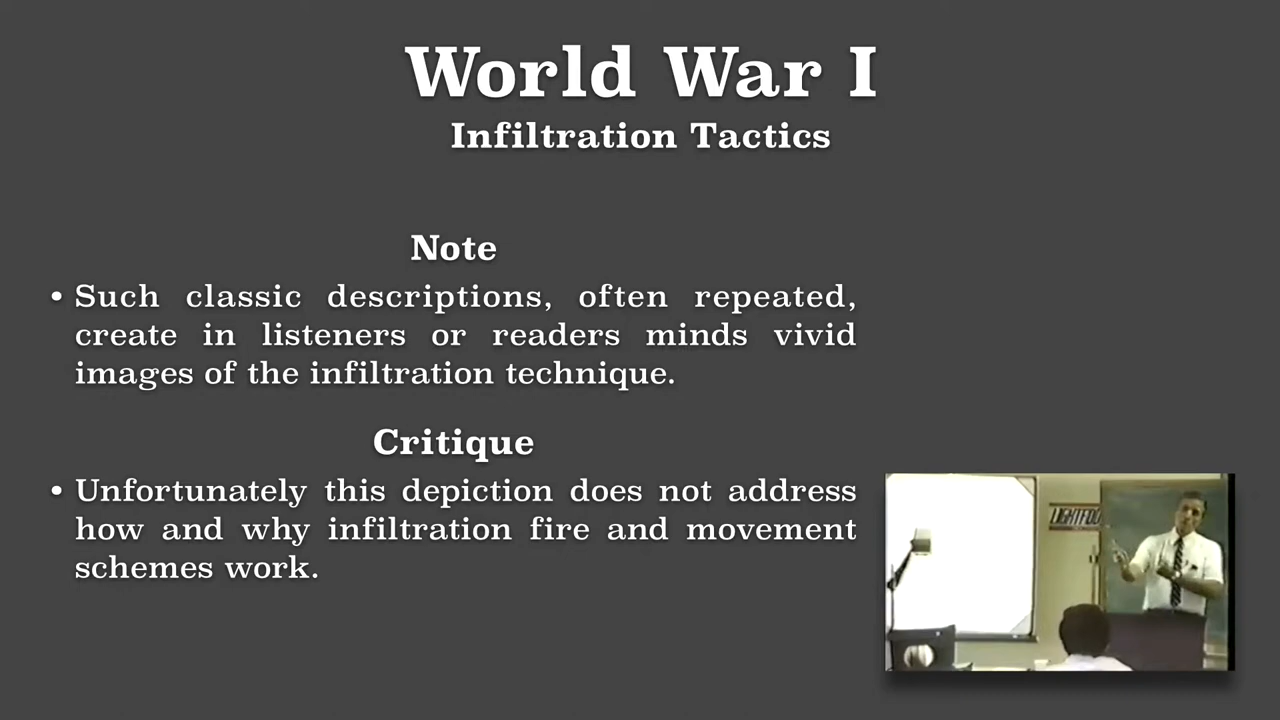 World War I
Infiltration Tactics
Note
• Such classic descriptions, often repeated,
create in listeners or readers minds vivid
images of the infiltration technique.
Critique
• Unfortunately this depiction does not address
how and why infiltration fire and movement
schemes work.